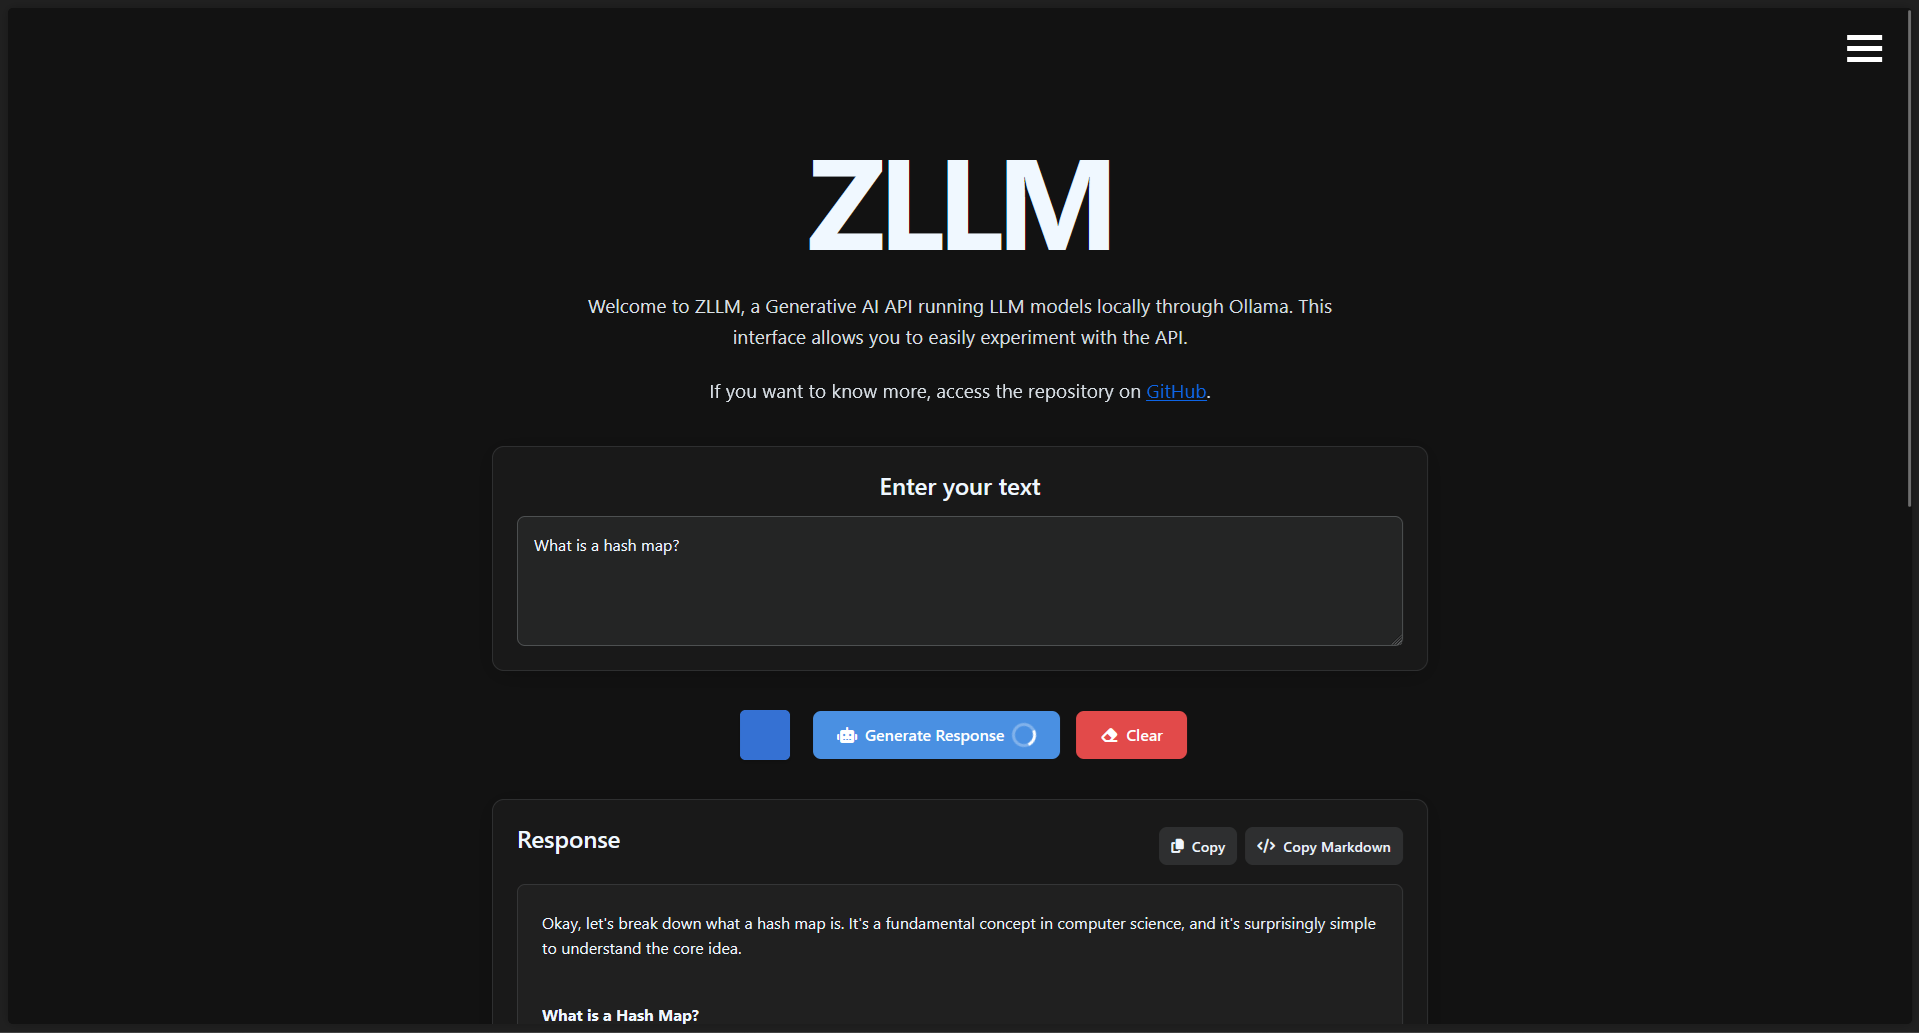 ZLLM
Welcome to ZLLM, a Generative AI API running LLM models locally through Ollama. This
interface allows you to easily experiment with the API.
If you want to know more, access the repository on GitHub.
Enter your text
What is a hash map?
Generate Response
Clear
Response
Copy
Copy Markdown
Okay, let's break down what a hash map is. It's a fundamental concept in computer science, and it's surprisingly simple
to understand the core idea.
What is a Hash Map?